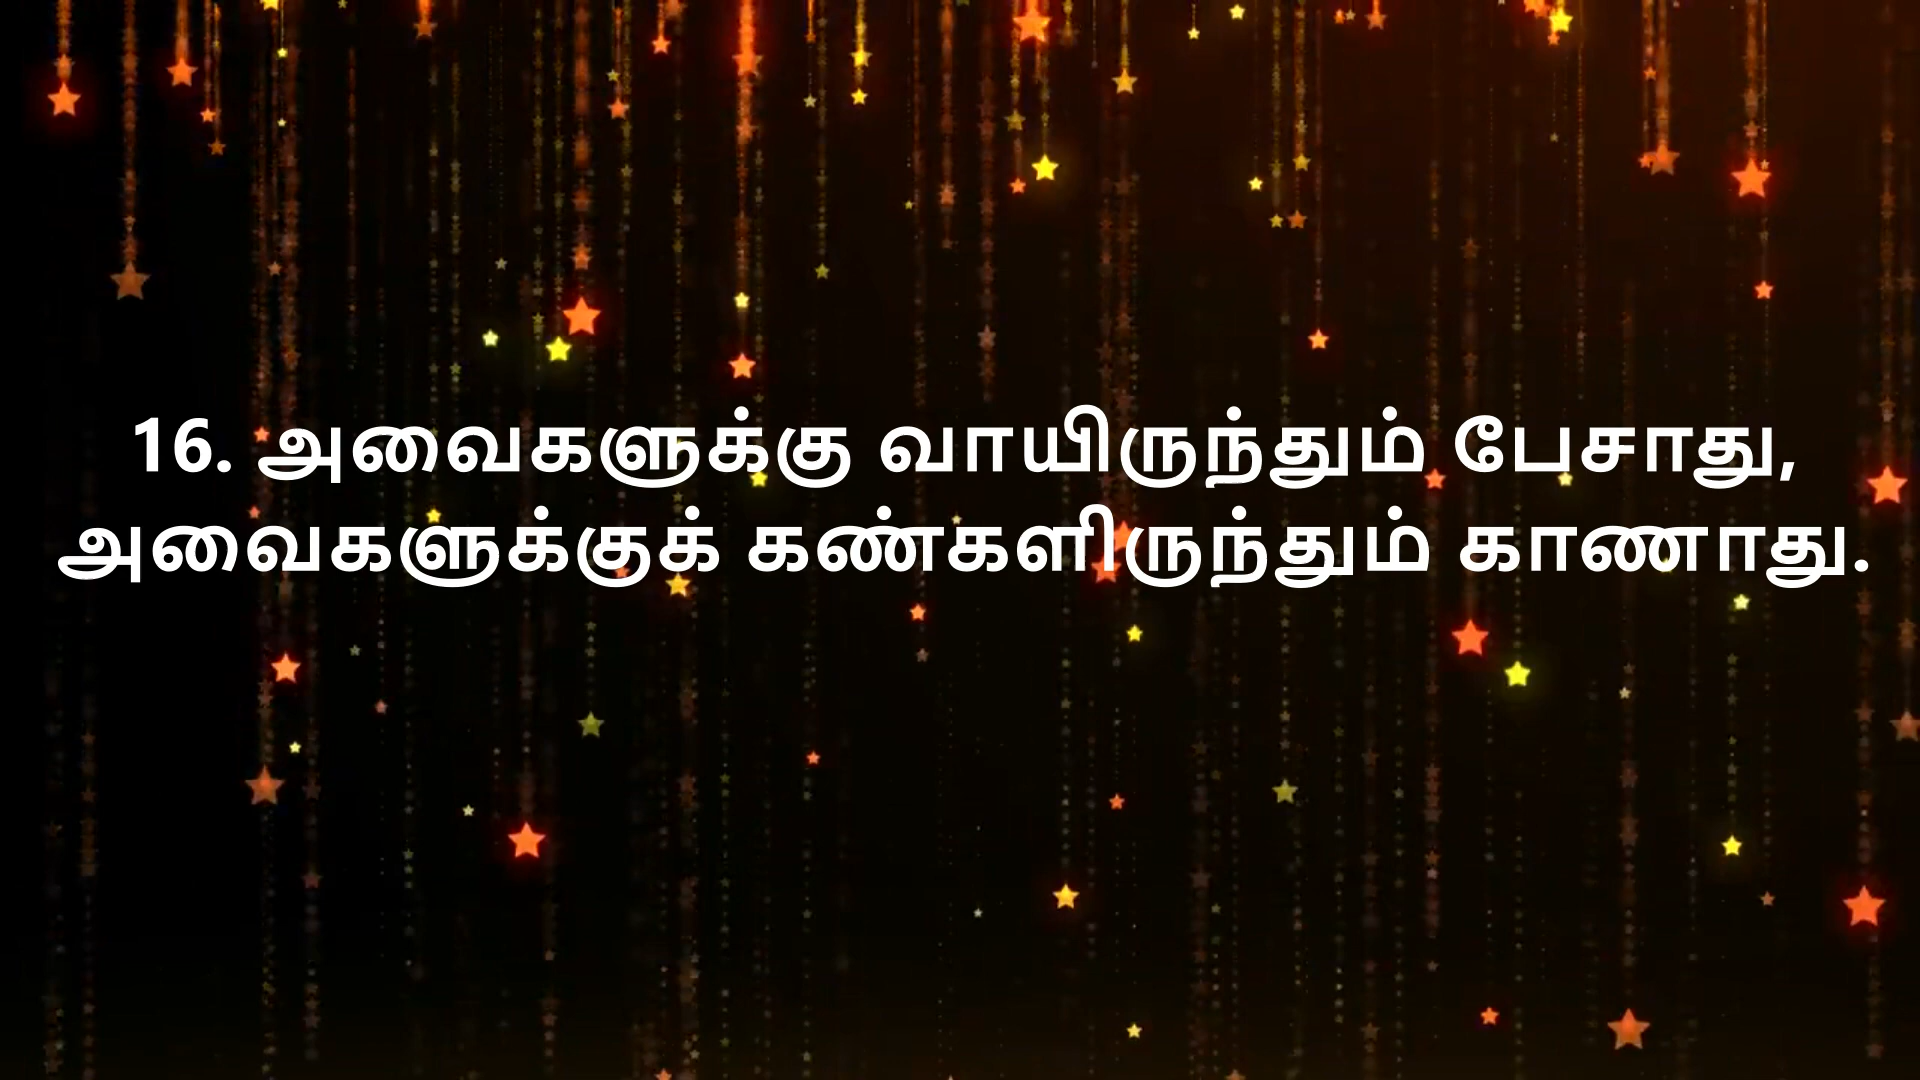 16. அவைகளுக்கு வாயிருந்தும் பேசாது,
அவைகளுக்குக் கண்களிருந்தும் காணாது.